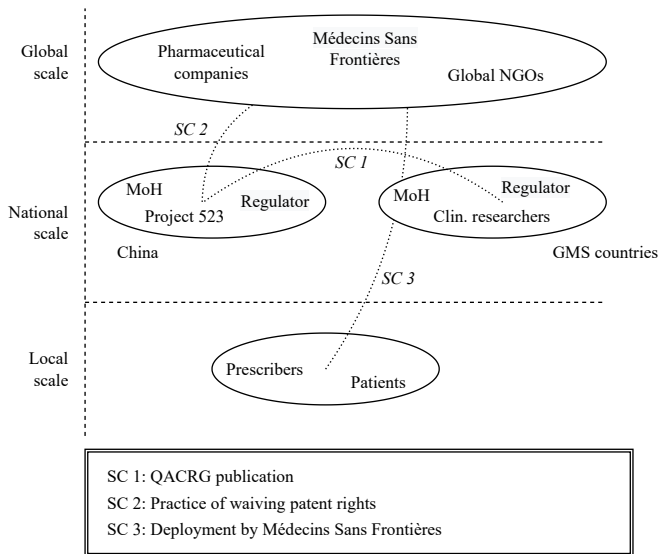 Global
scale
Pharmaceutical
companies
Médecins Sans
Frontières
Global NGOs
SC 2
SC 1
National
scale
MoH
Project 523
Regulator
China
MoH
Regulator
Clin. researchers
GMS countries
SC 3
Local
scale
Prescribers
Patients
SC 1: QACRG publication
SC 2: Practice of waiving patent rights
SC 3: Deployment by Médecins Sans Frontières